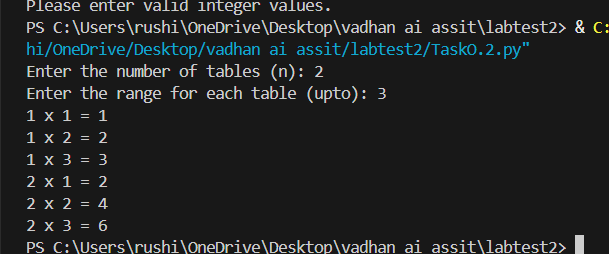 Please enter valid integer values.
PS C:\Users\rushi\OneDrive\Desktop\vadhan ai assit\labtest2> & C:
hi/OneDrive/Desktop/vadhan ai assit/labtest2/TaskO.2.py"
Enter the number of tables (n): 2
Enter the range for each table (upto): 3
1 x 1 = 1
1 x 2 = 2
1 x 3 = 3
2 x 1 = 2
2 x 2 = 4
2 x 3 = 6
PS C:\Users\rushi\OneDrive\Desktop\vadhan ai assit\labtest2>